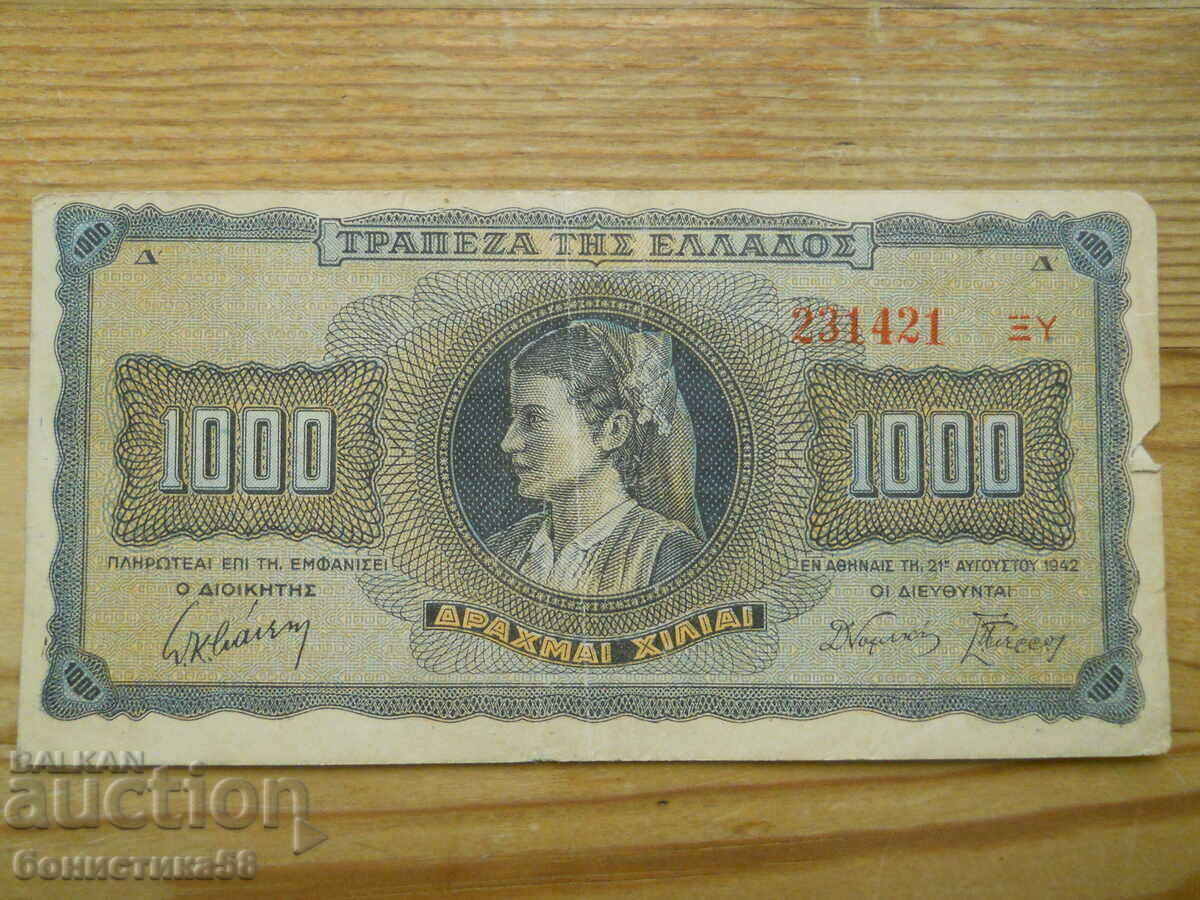 1000 ΤΡΑΠΕΖΑ ΤΗΣ ΕΛΛΑΔΟΣ 1000
Δ' Δ'
231421 ΞΥ
1000 1000
ΠΛΗΡΩΤΕΑΙ ΕΠΙ ΤΗ, ΕΜΦΑΝΙΣΕΙ
Ο ΔΙΟΙΚΗΤΗΣ
ΕΝ ΑΘΗΝΑΙΣ ΤΗ, 21ῃ ΑΥΓΟΥΣΤΟΥ 1942
ΟΙ ΔΙΕΥΘΥΝΤΑΙ
ΔΡΑΧΜΑΙ ΧΙΛΙΑΙ
1000 1000
BALKAN
auction
бонистика58